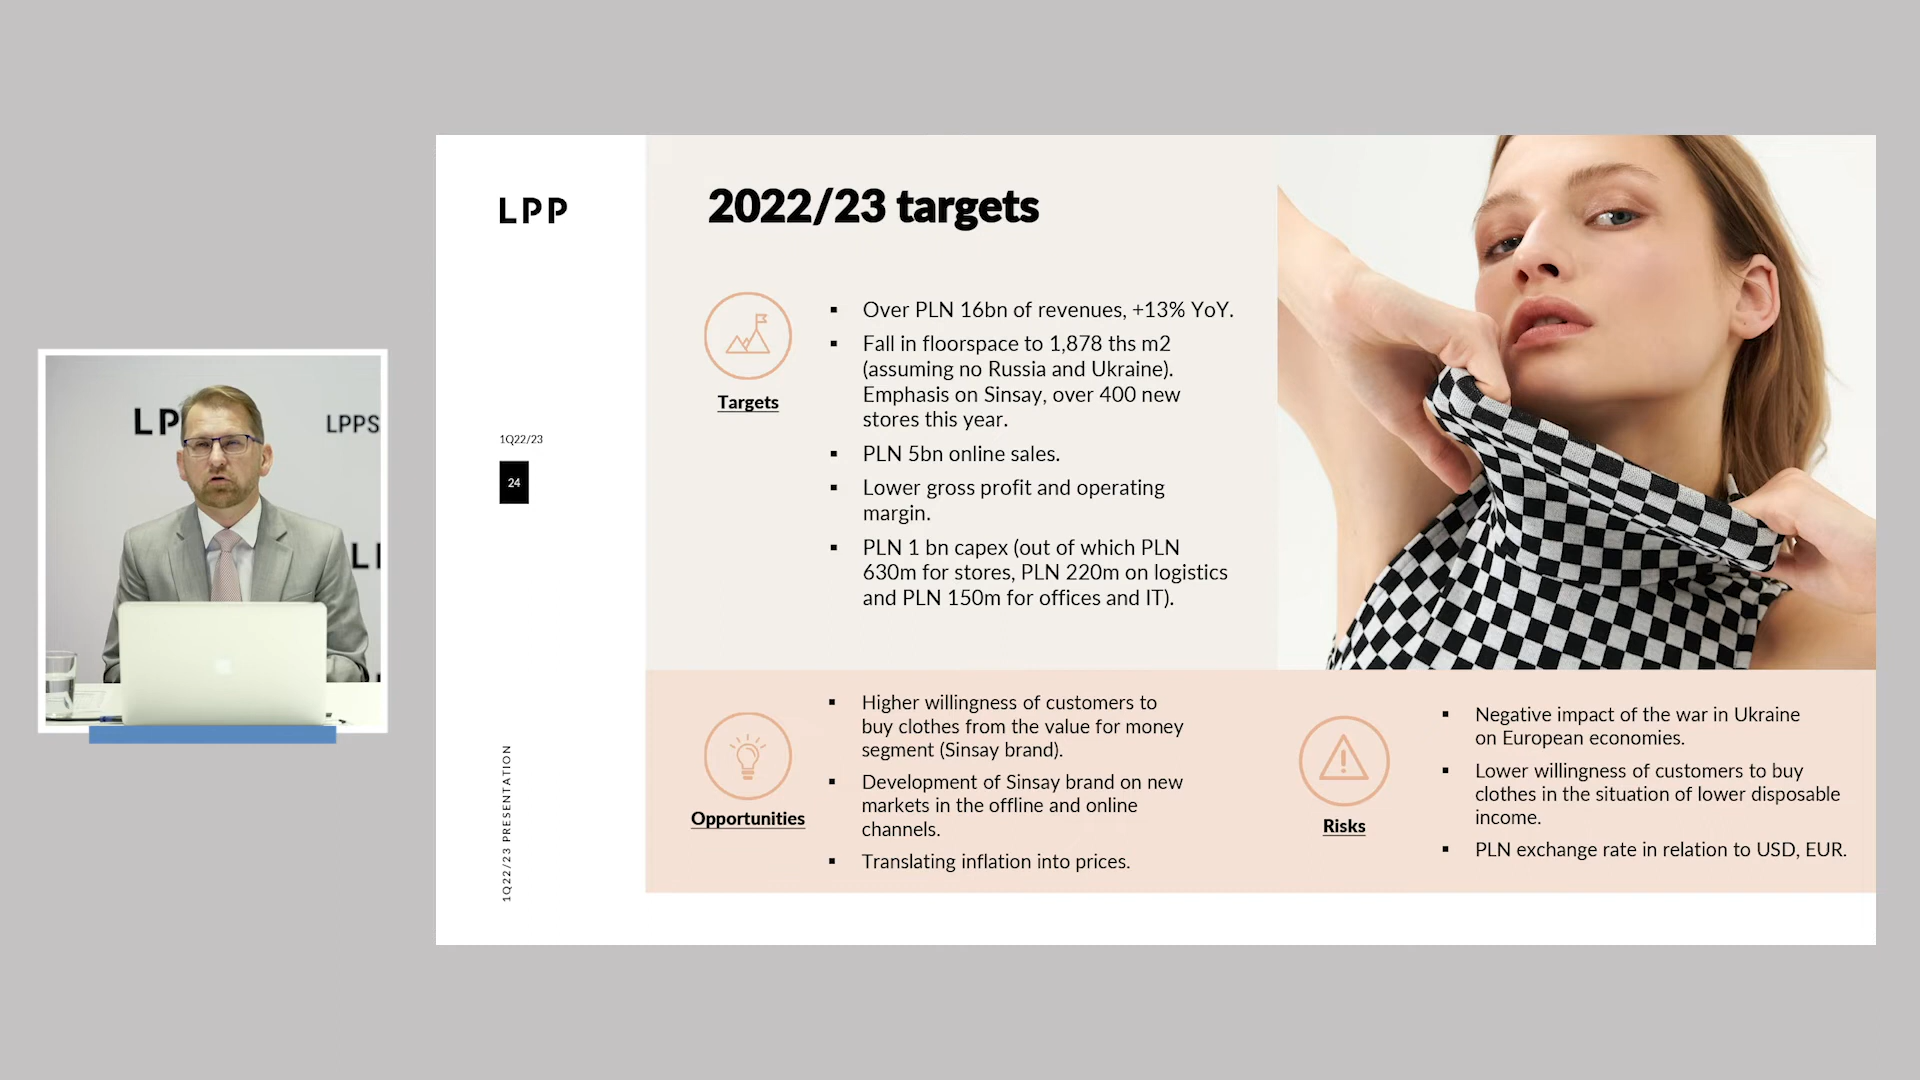 LPP
LPPS
L
LPP
1Q22/23
24
1Q22/23 PRESENTATION
2022/23 targets
Targets
▪ Over PLN 16bn of revenues, +13% YoY.
▪ Fall in floorspace to 1,878 ths m2
(assuming no Russia and Ukraine).
Emphasis on Sinsay, over 400 new
stores this year.
▪ PLN 5bn online sales.
▪ Lower gross profit and operating
margin.
▪ PLN 1 bn capex (out of which PLN
630m for stores, PLN 220m on logistics
and PLN 150m for offices and IT).
Opportunities
▪ Higher willingness of customers to
buy clothes from the value for money
segment (Sinsay brand).
▪ Development of Sinsay brand on new
markets in the offline and online
channels.
▪ Translating inflation into prices.
Risks
▪ Negative impact of the war in Ukraine
on European economies.
▪ Lower willingness of customers to buy
clothes in the situation of lower disposable
income.
▪ PLN exchange rate in relation to USD, EUR.